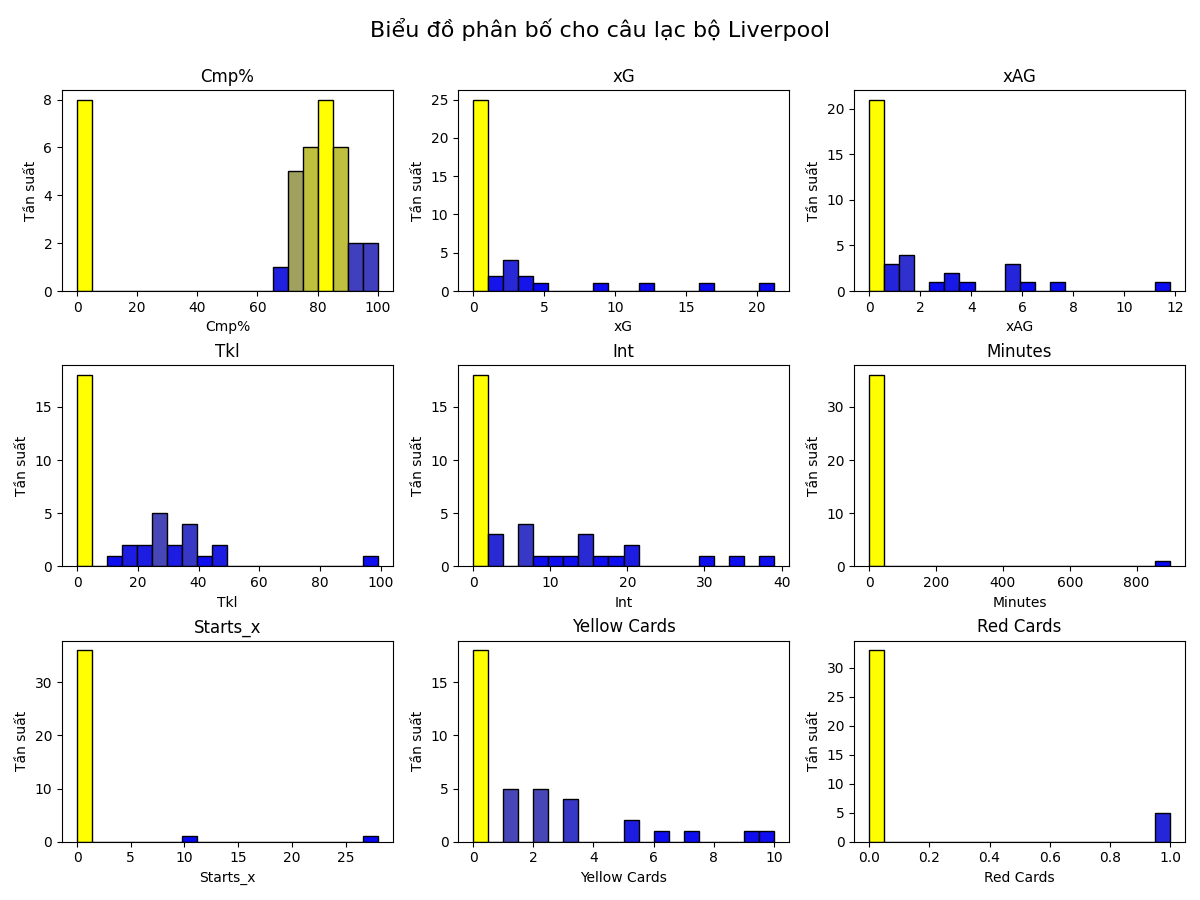 Biểu đồ phân bố cho câu lạc bộ Liverpool
Cmp%
8
6
4
2
0
Tần suất
0 20 40 60 80 100
Cmp%
xG
25
20
15
10
5
0
Tần suất
0 5 10 15 20
xG
xAG
20
15
10
5
0
Tần suất
0 2 4 6 8 10 12
xAG
Tkl
15
10
5
0
Tần suất
0 20 40 60 80 100
Tkl
Int
15
10
5
0
Tần suất
0 10 20 30 40
Int
Minutes
30
20
10
0
Tần suất
0 200 400 600 800
Minutes
Starts_x
30
20
10
0
Tần suất
0 5 10 15 20 25
Starts_x
Yellow Cards
15
10
5
0
Tần suất
0 2 4 6 8 10
Yellow Cards
Red Cards
30
25
20
15
10
5
0
Tần suất
0.0 0.2 0.4 0.6 0.8 1.0
Red Cards